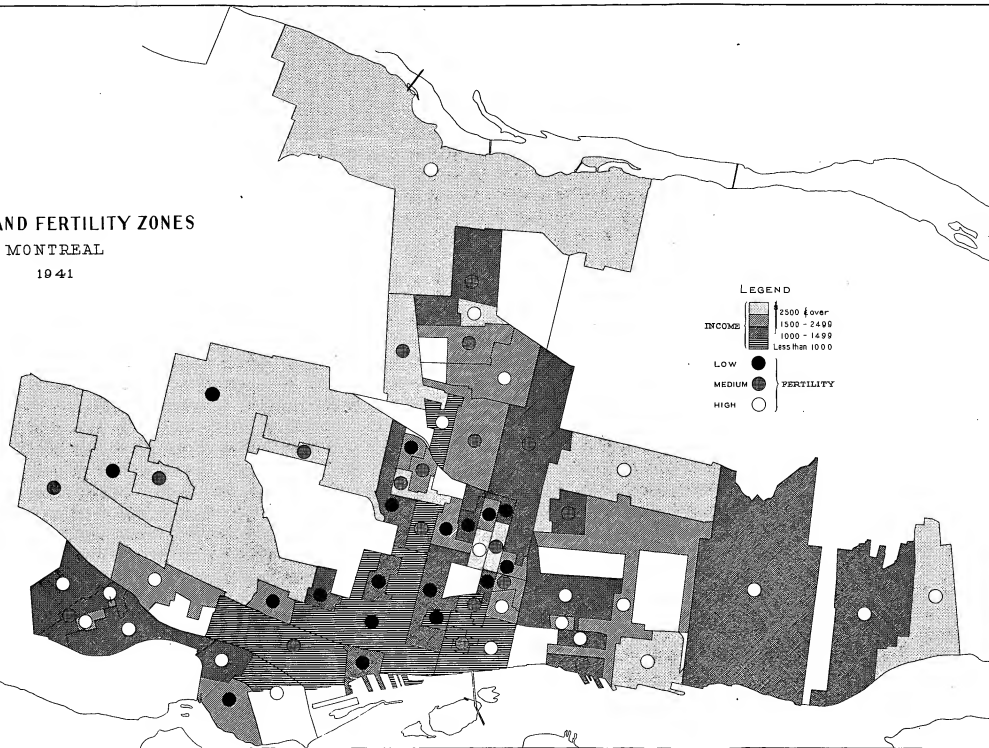 AND FERTILITY ZONES
MONTREAL
1941
LEGEND
INCOME
2500 & over
1500 - 2499
1000 - 1499
Less than 1000
LOW
MEDIUM
HIGH
FERTILITY